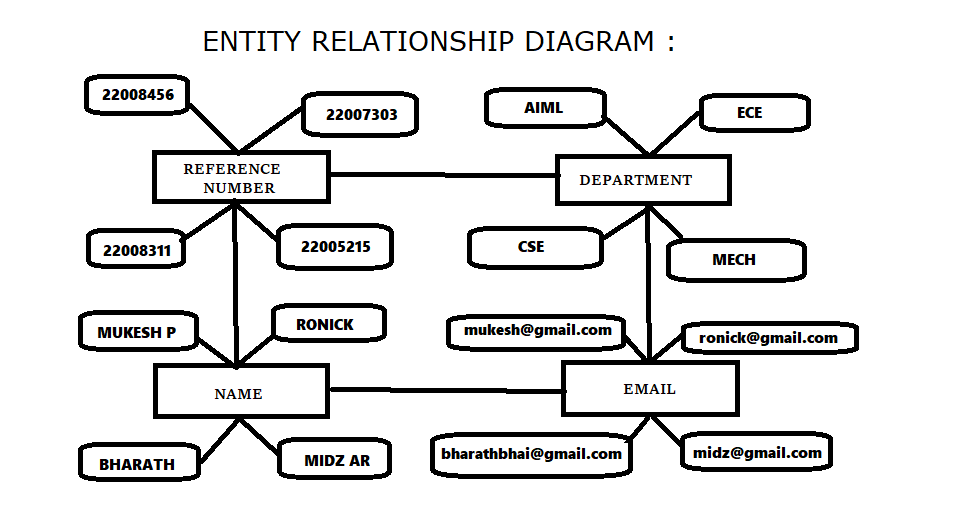 ENTITY RELATIONSHIP DIAGRAM :
22008456
22007303
AIML
ECE
REFERENCE
NUMBER
DEPARTMENT
22008311
22005215
CSE
MECH
MUKESH P
RONICK
mukesh@gmail.com
ronick@gmail.com
NAME
EMAIL
BHARATH
MIDZ AR
bharathbhai@gmail.com
midz@gmail.com